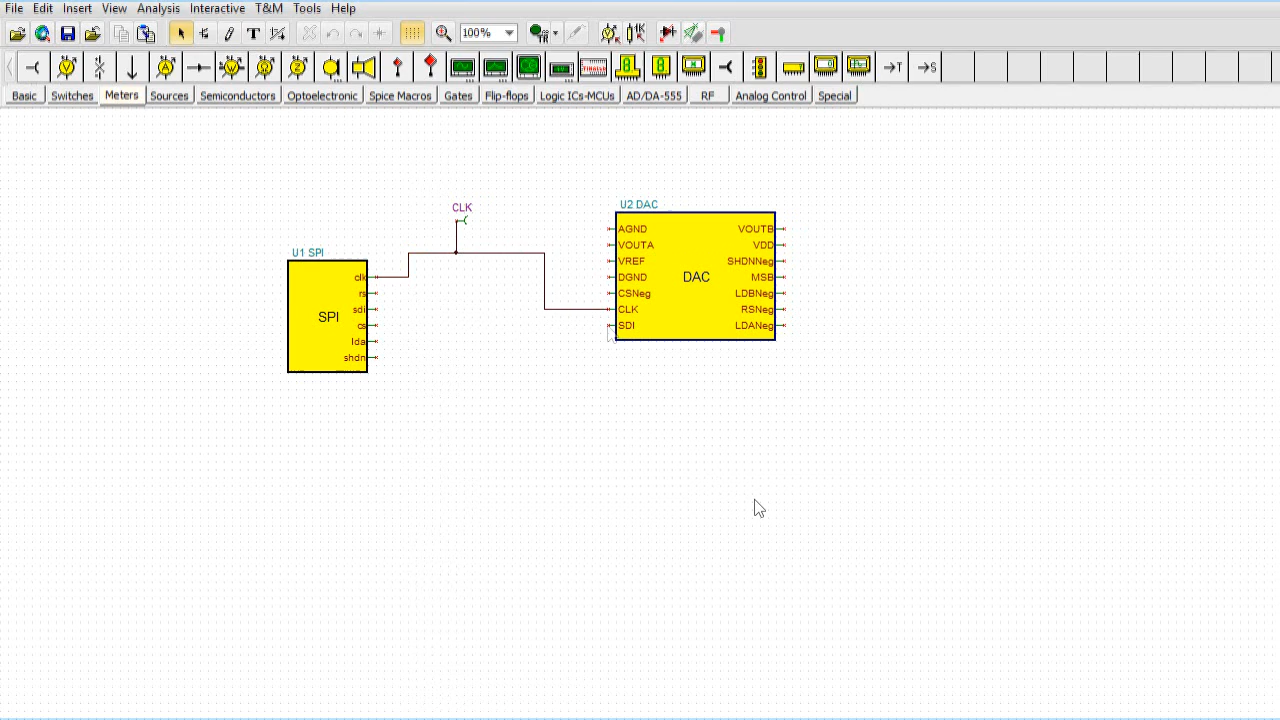 File Edit Insert View Analysis Interactive T&M Tools Help
T 100%
Basic Switches Meters Sources Semiconductors Optoelectronic Spice Macros Gates Flip-flops Logic ICs-MCUs AD/DA-555 RF Analog Control Special
CLK
U2 DAC
AGND VOUTB
VOUTA VDD
VREF SHDNNeg
DGND DAC MSB
CSNeg LDBNeg
CLK RSNeg
SDI LDANeg
U1 SPI
clk
rs
sdi
SPI
cs
lda
shdn